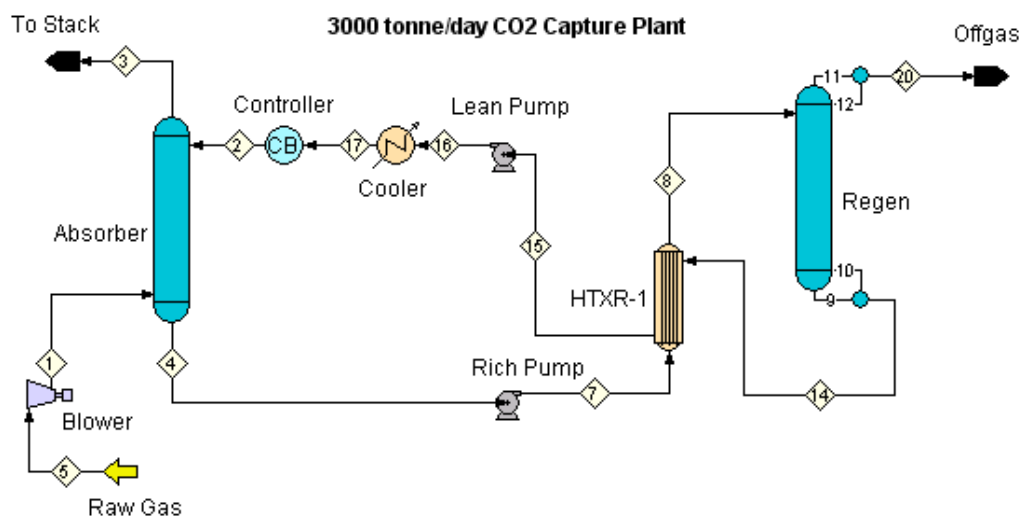 3000 tonne/day CO2 Capture Plant
To Stack
Offgas
3
11
20
12
Controller
Lean Pump
2
CB
17
16
Cooler
8
Regen
Absorber
15
10
HTXR-1
9
1
4
Rich Pump
7
14
Blower
5
Raw Gas